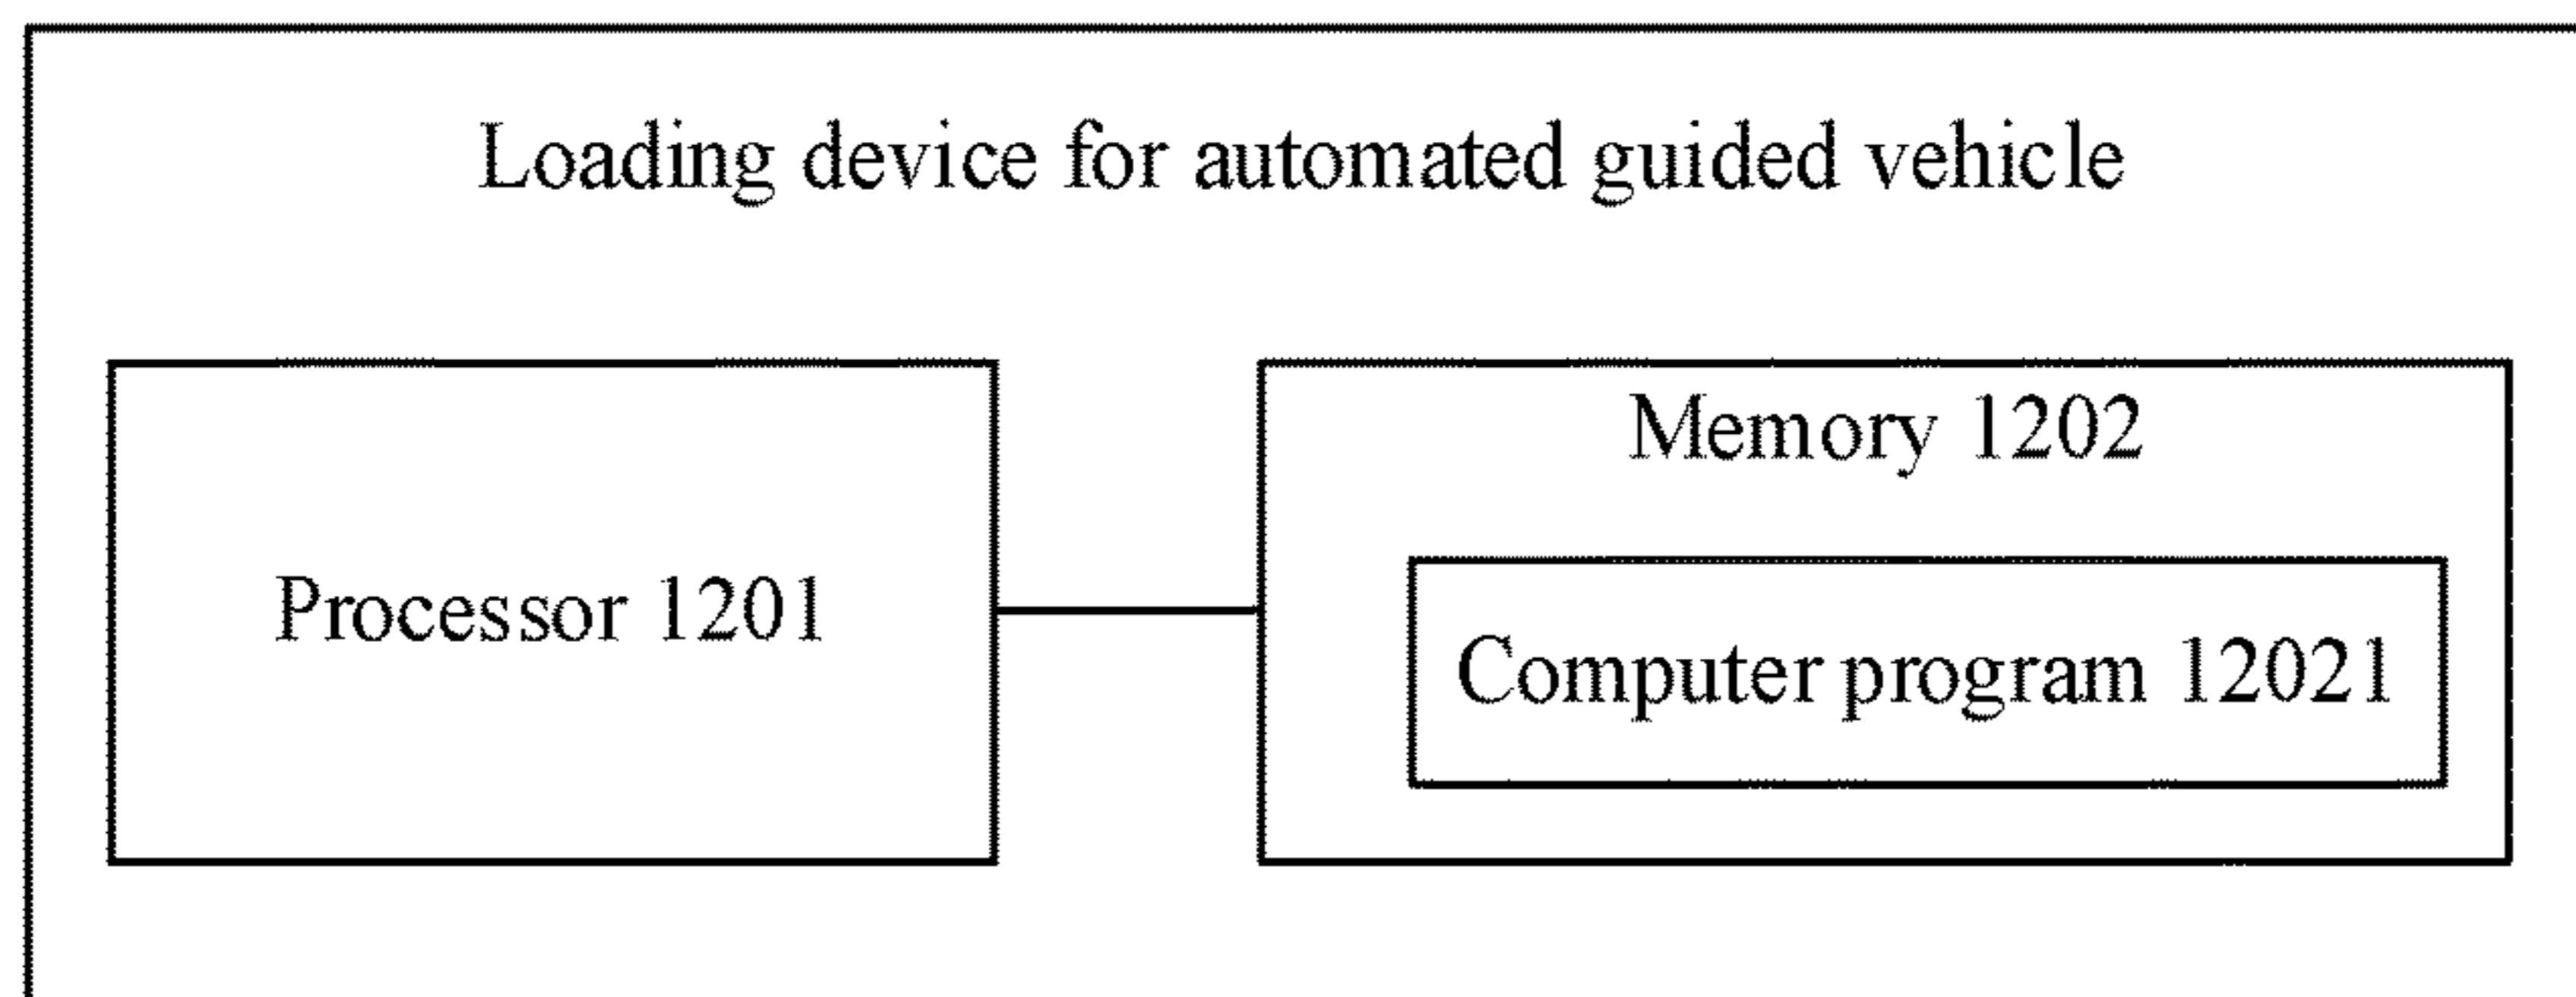 Loading device for automated guided vehicle
Memory 1202
Processor 1201
Computer program 12021